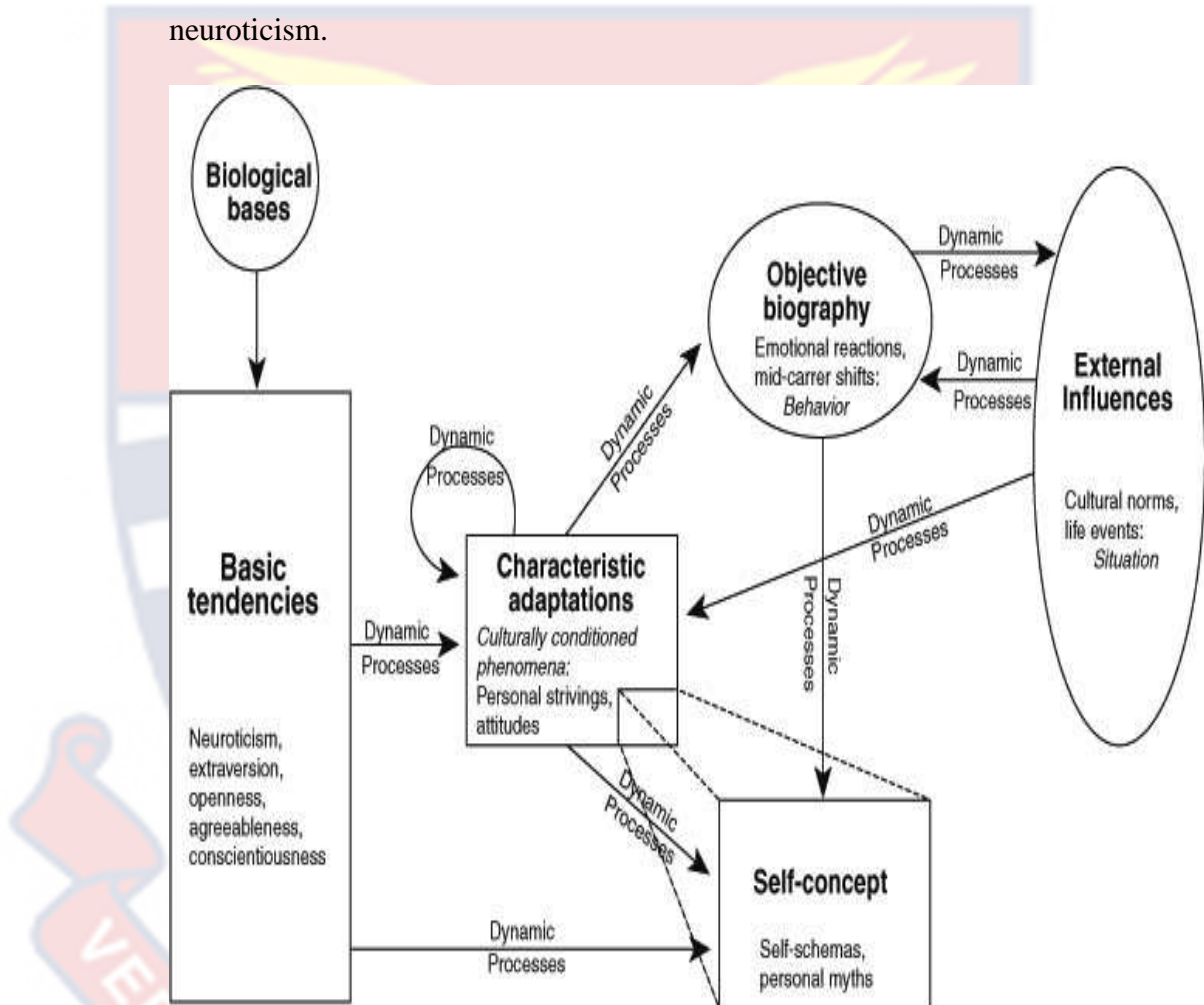 neuroticism.
Biological
bases
Dynamic
Processes
Objective
biography
Emotional reactions,
mid-carrer shifts:
Behavior
Dynamic
Processes
Dynamic
Processes
External
Influences
Cultural norms,
life events:
Situation
Dynamic
Processes
Dynamic
Processes
Dynamic
Processes
Dynamic
Processes
Basic
tendencies
Neuroticism,
extraversion,
openness,
agreeableness,
conscientiousness
Dynamic
Processes
Characteristic
adaptations
Culturally conditioned
phenomena:
Personal strivings,
attitudes
Dynamic
Processes
Dynamic
Processes
Self-concept
Self-schemas,
personal myths
VE